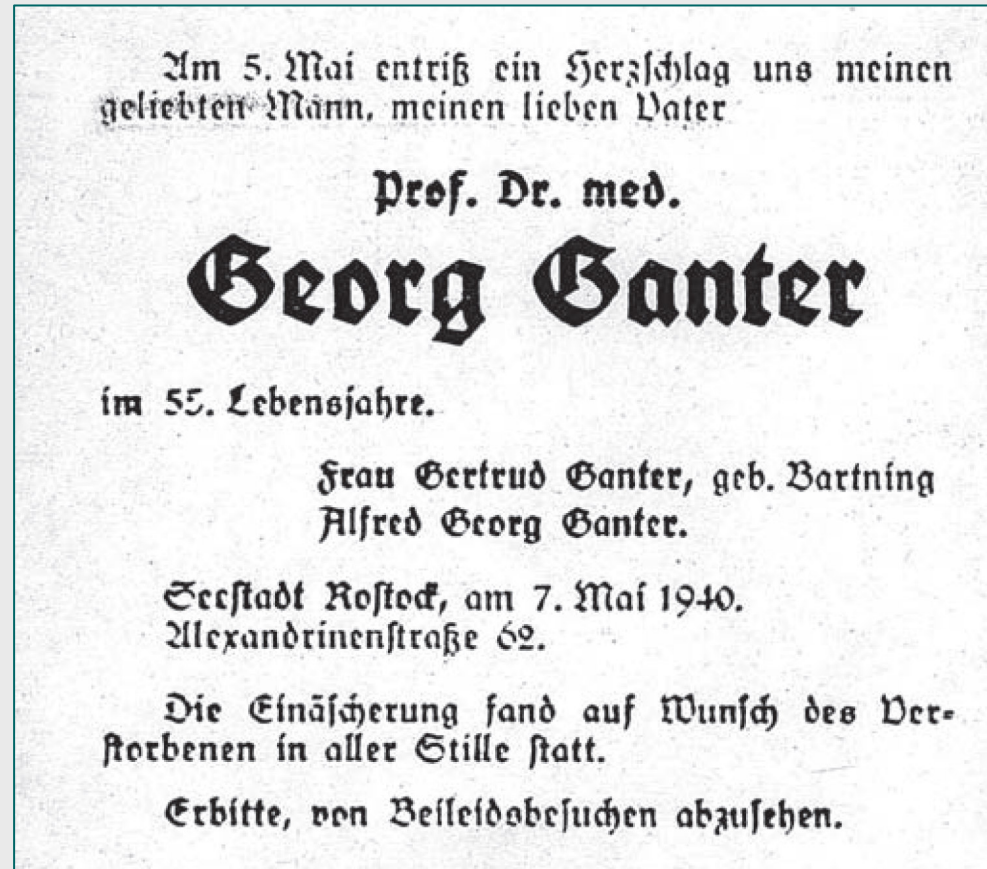 Am 5. Mai entriß ein Herzschlag uns meinen
geliebten Mann, meinen lieben Vater
Prof. Dr. med.
Georg Ganter
im 55. Lebensjahre.
Frau Gertrud Ganter, geb. Bartning
Alfred Georg Ganter.
Seestadt Rostock, am 7. Mai 1940.
Alexandrinenstraße 62.
Die Einäscherung fand auf Wunsch des Ver-
storbenen in aller Stille statt.
Erbitte, von Beileidsbesuchen abzusehen.